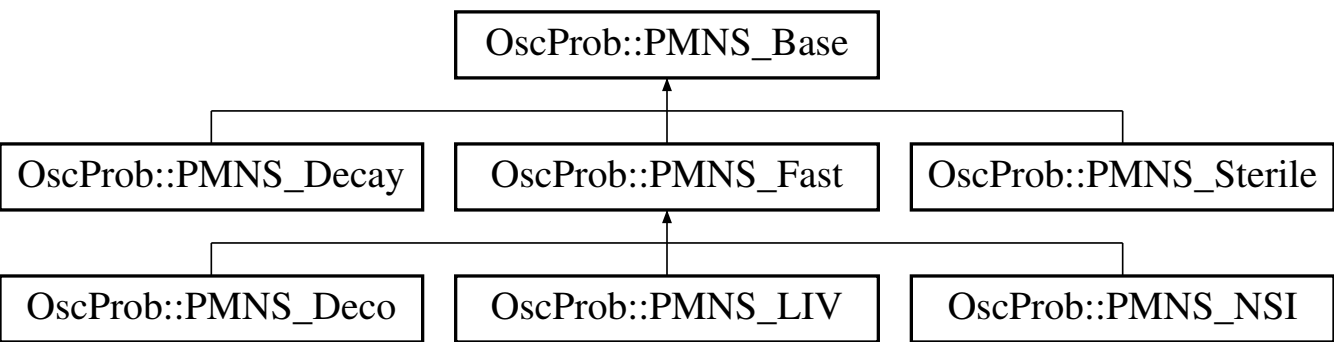 OscProb::PMNS_Base
OscProb::PMNS_Decay
OscProb::PMNS_Fast
OscProb::PMNS_Sterile
OscProb::PMNS_Deco
OscProb::PMNS_LIV
OscProb::PMNS_NSI